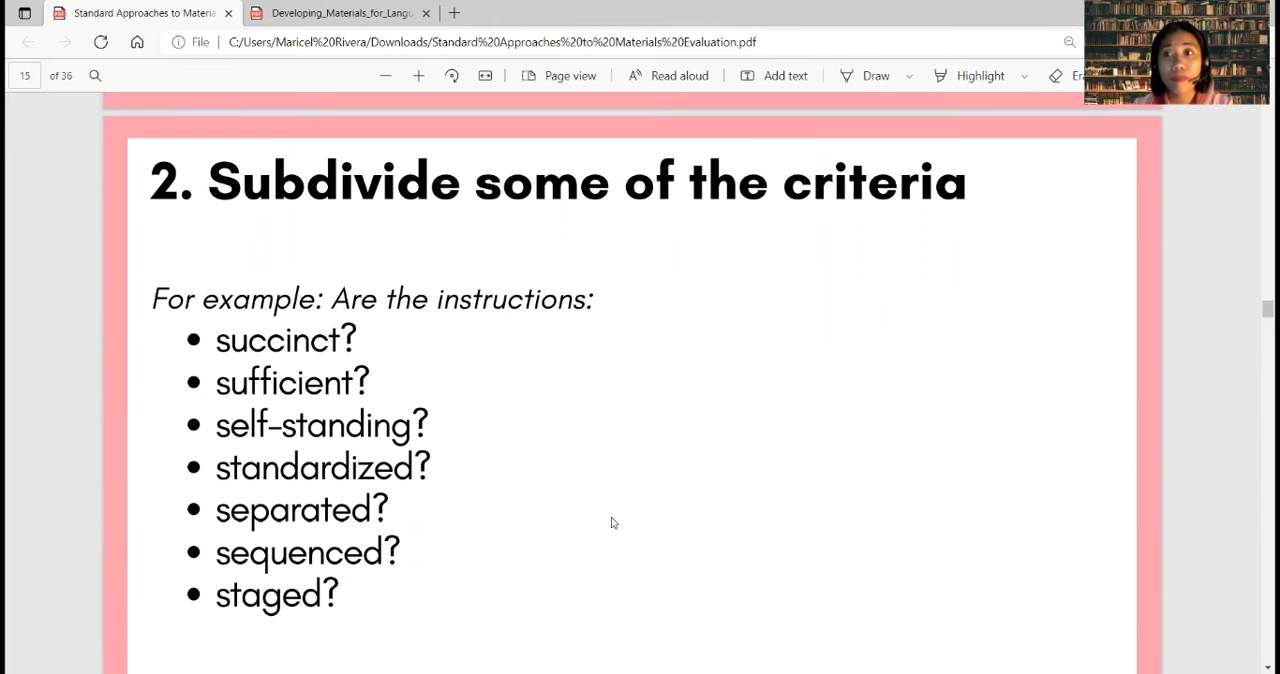 Standard Approaches to Materia
Developing_Materials_for_Langu
File
C:/Users/Maricel%20Rivera/Downloads/Standard%20Approaches%20to%20Materials%20Evaluation.pdf
15 of 36
Page view
Read aloud
Add text
Draw
Highlight
2. Subdivide some of the criteria
For example: Are the instructions:
• succinct?
• sufficient?
• self-standing?
• standardized?
• separated?
• sequenced?
• staged?